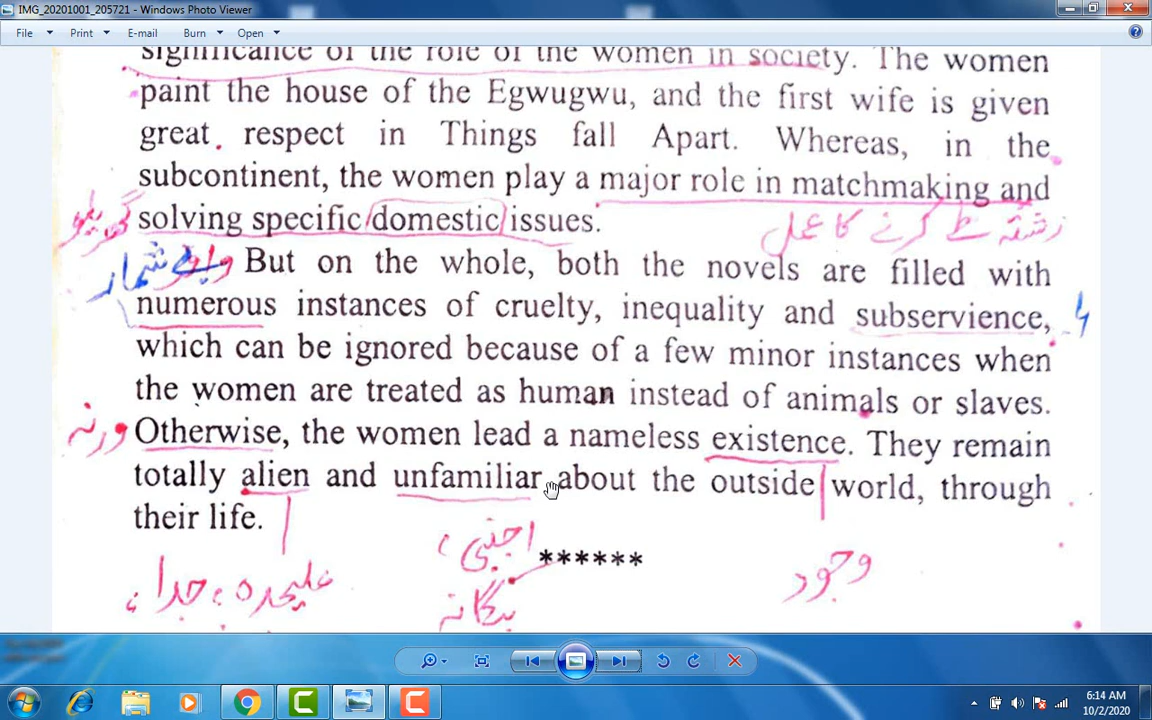 IMG_20201001_205721 - Windows Photo Viewer
File Print E-mail Burn Open
significance of the role of the women in society. The women
paint the house of the Egwugwu, and the first wife is given
great respect in Things fall Apart. Whereas, in the
subcontinent, the women play a major role in matchmaking and
گھریلو solving specific domestic issues.
رشتہ طے کرنے کا عمل
بے شمار But on the whole, both the novels are filled with
numerous instances of cruelty, inequality and subservience,
which can be ignored because of a few minor instances when
the women are treated as human instead of animals or slaves.
ورنہ Otherwise, the women lead a nameless existence. They remain
totally alien and unfamiliar about the outside world, through
their life.
اجنبی،
******
علیحدہ، جدا، بیگانہ وجود
6:14 AM
10/2/2020